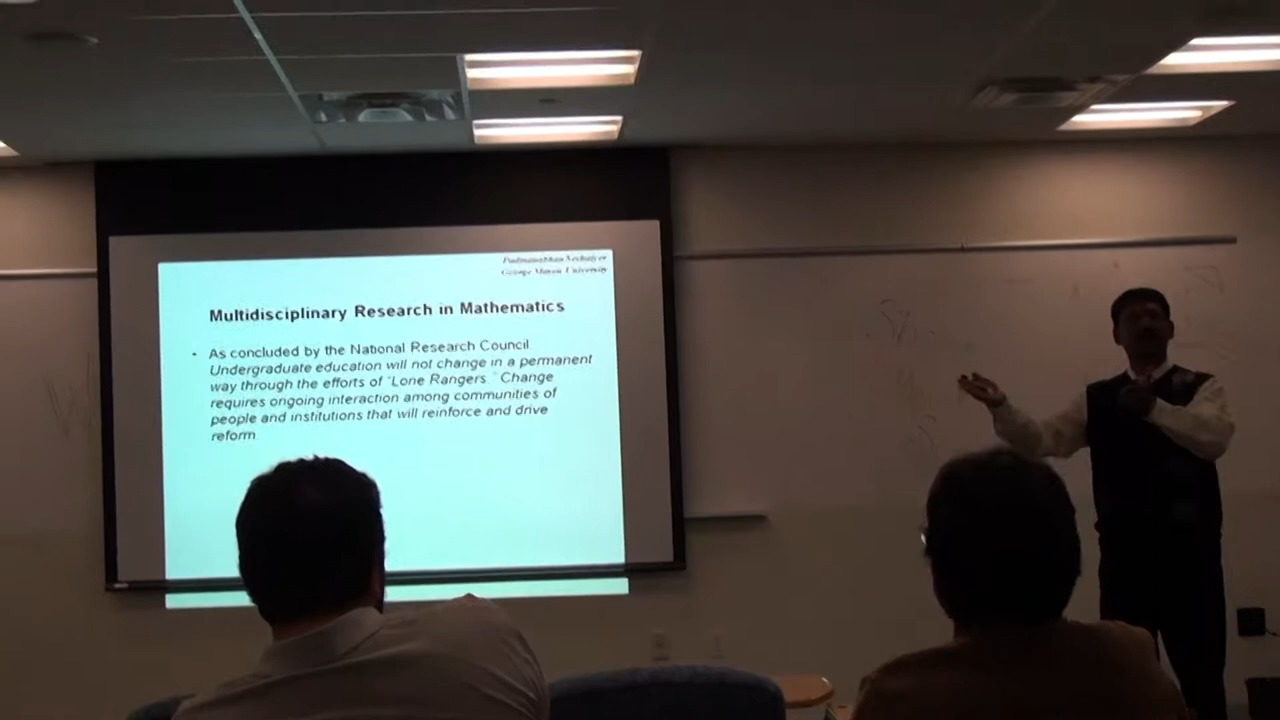 Padmanabhan Seshaiyer
George Mason University
Multidisciplinary Research in Mathematics
• As concluded by the National Research Council
Undergraduate education will not change in a permanent
way through the efforts of "Lone Rangers." Change
requires ongoing interaction among communities of
people and institutions that will reinforce and drive
reform